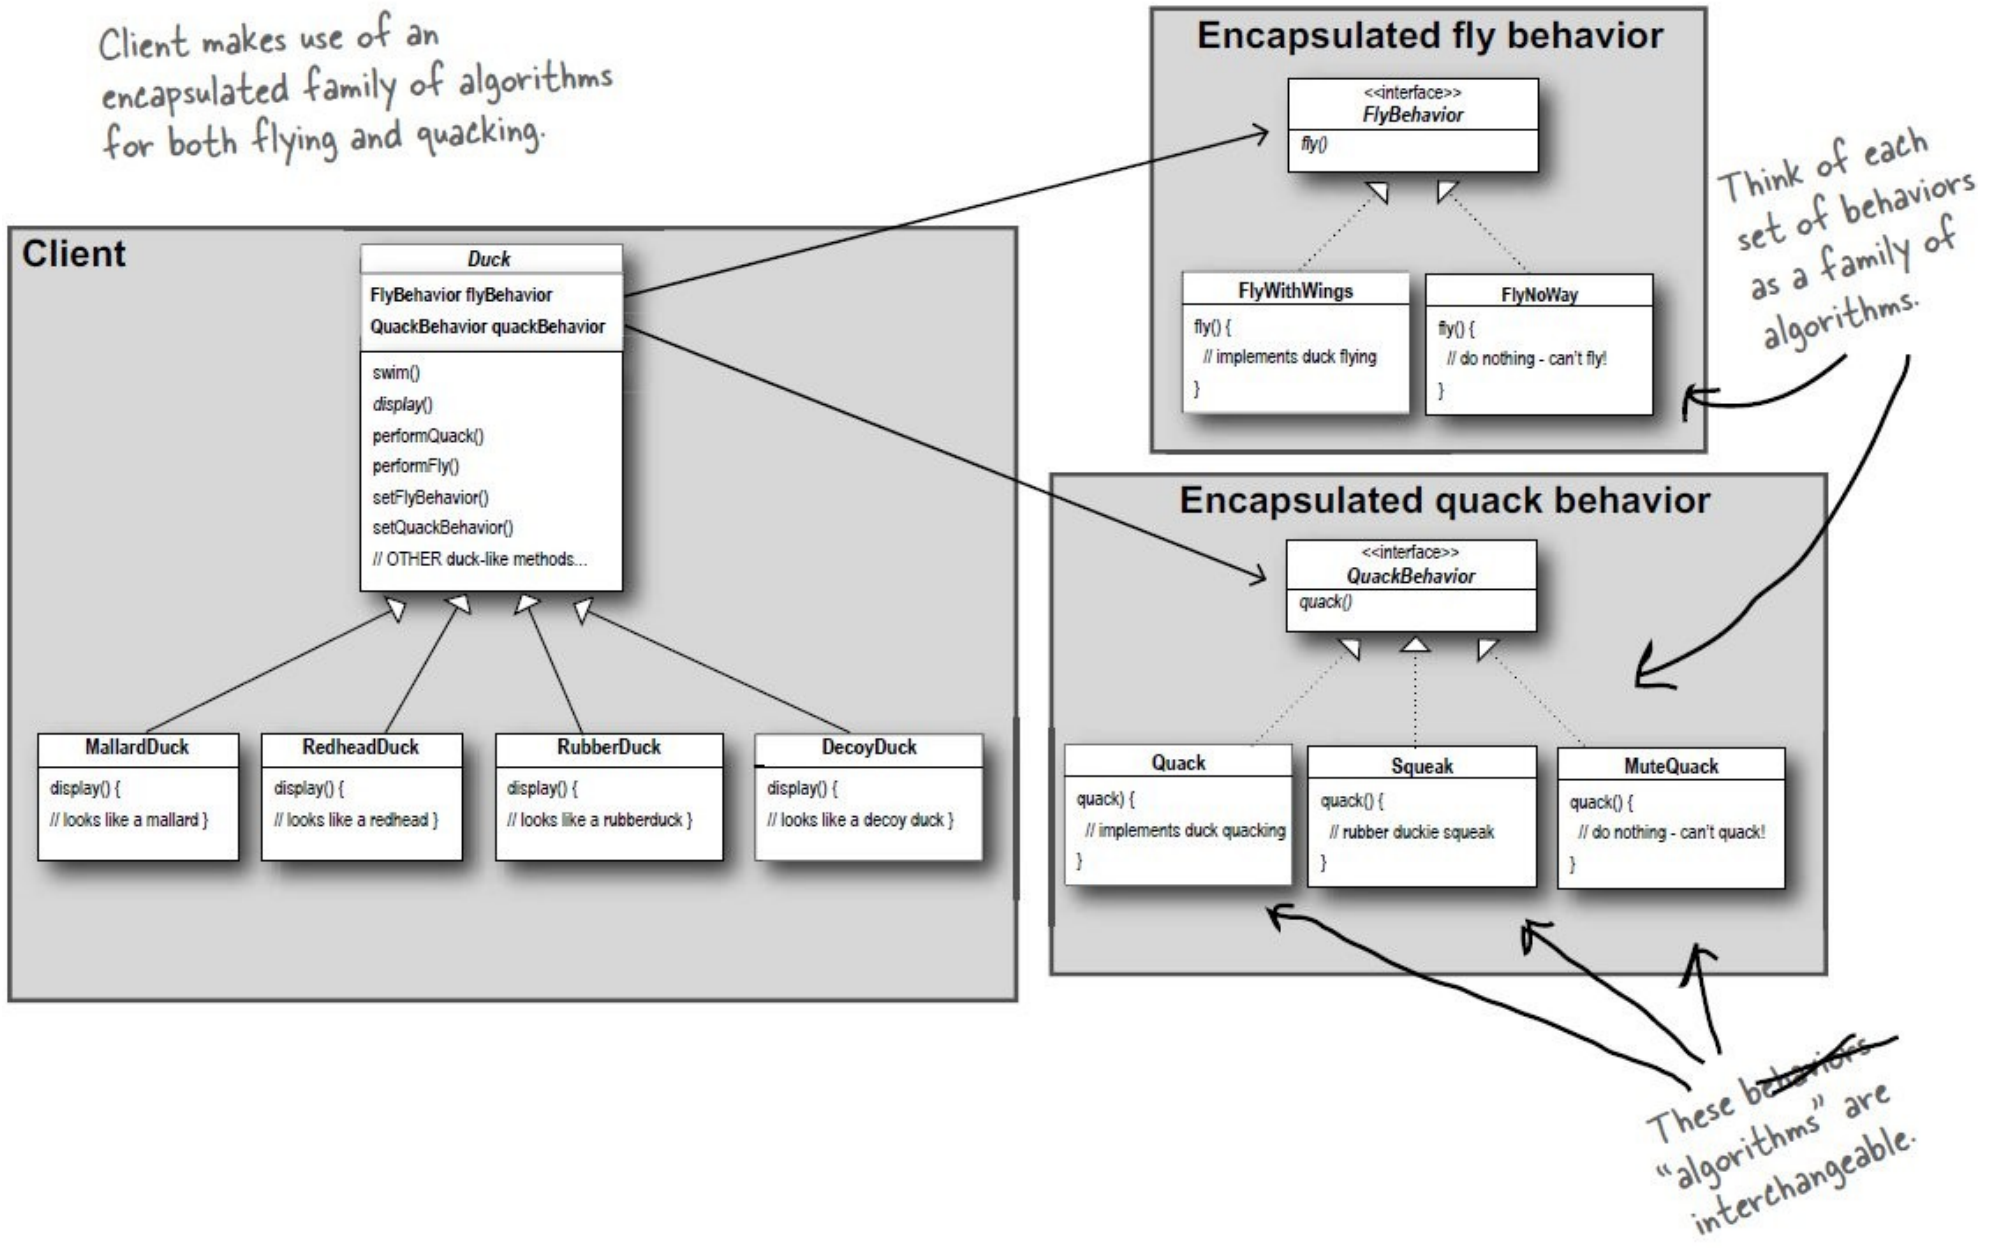 Client makes use of an
encapsulated family of algorithms
for both flying and quacking.
Client
Duck
FlyBehavior flyBehavior
QuackBehavior quackBehavior
swim()
display()
performQuack()
performFly()
setFlyBehavior()
setQuackBehavior()
// OTHER duck-like methods...
MallardDuck
display() {
// looks like a mallard }
RedheadDuck
display() {
// looks like a redhead }
RubberDuck
display() {
// looks like a rubberduck }
DecoyDuck
display() {
// looks like a decoy duck }
Encapsulated fly behavior
<<interface>>
FlyBehavior
fly()
FlyWithWings
fly() {
// implements duck flying
}
FlyNoWay
fly() {
// do nothing - can't fly!
}
Think of each
set of behaviors
as a family of
algorithms.
Encapsulated quack behavior
<<interface>>
QuackBehavior
quack()
Quack
quack) {
// implements duck quacking
}
Squeak
quack() {
// rubber duckie squeak
}
MuteQuack
quack() {
// do nothing - can't quack!
}
These behaviors
“algorithms” are
interchangeable.